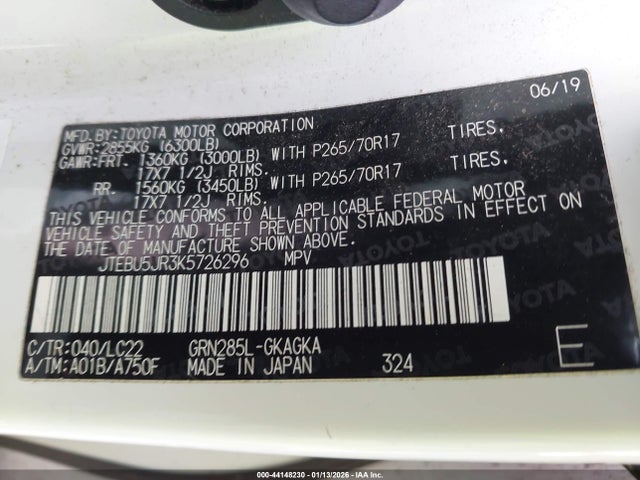 06/19
MFD.BY:TOYOTA MOTOR CORPORATION
GVWR:2855KG (6300LB)
GAWR:FRT. 1360KG (3000LB) WITH P265/70R17 TIRES.
17X7 1/2J RIMS.
RR. 1560KG (3450LB) WITH P265/70R17 TIRES.
17X7 1/2J RIMS.
THIS VEHICLE CONFORMS TO ALL APPLICABLE FEDERAL MOTOR
VEHICLE SAFETY AND THEFT PREVENTION STANDARDS IN EFFECT ON
THE DATE OF MANUFACTURE SHOWN ABOVE.
JTEBU5JR3K5726296 MPV
C/TR:040/LC22 GRN285L-GKAGKA
A/TM:A01B/A750F MADE IN JAPAN 324 E
000-44148230 - 01/13/2026 - IAA Inc.